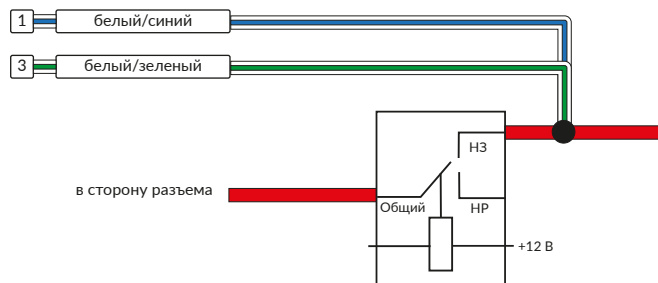 1 белый/синий
3 белый/зеленый
НЗ
в сторону разъема
Общий НР
+12 В